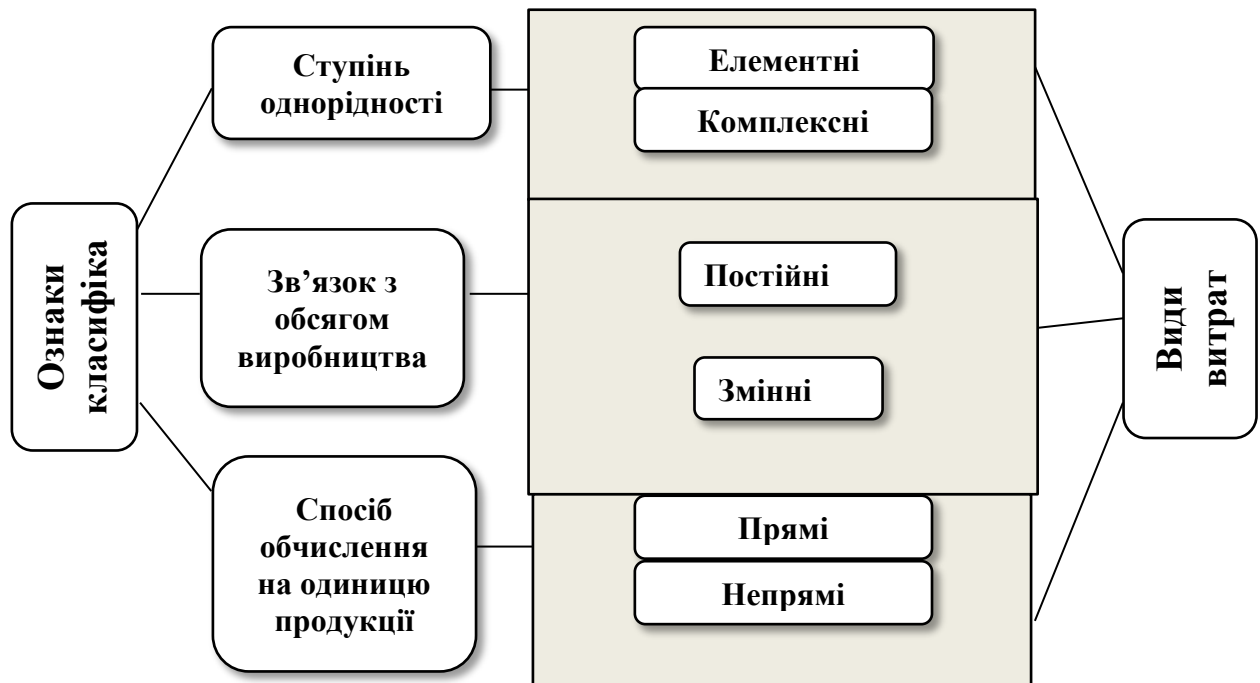 Ознаки
класифіка
Ступінь
однорідності
Елементні
Комплексні
Зв’язок з
обсягом
виробництва
Постійні
Змінні
Спосіб
обчислення
на одиницю
продукції
Прямі
Непрямі
Види
витрат